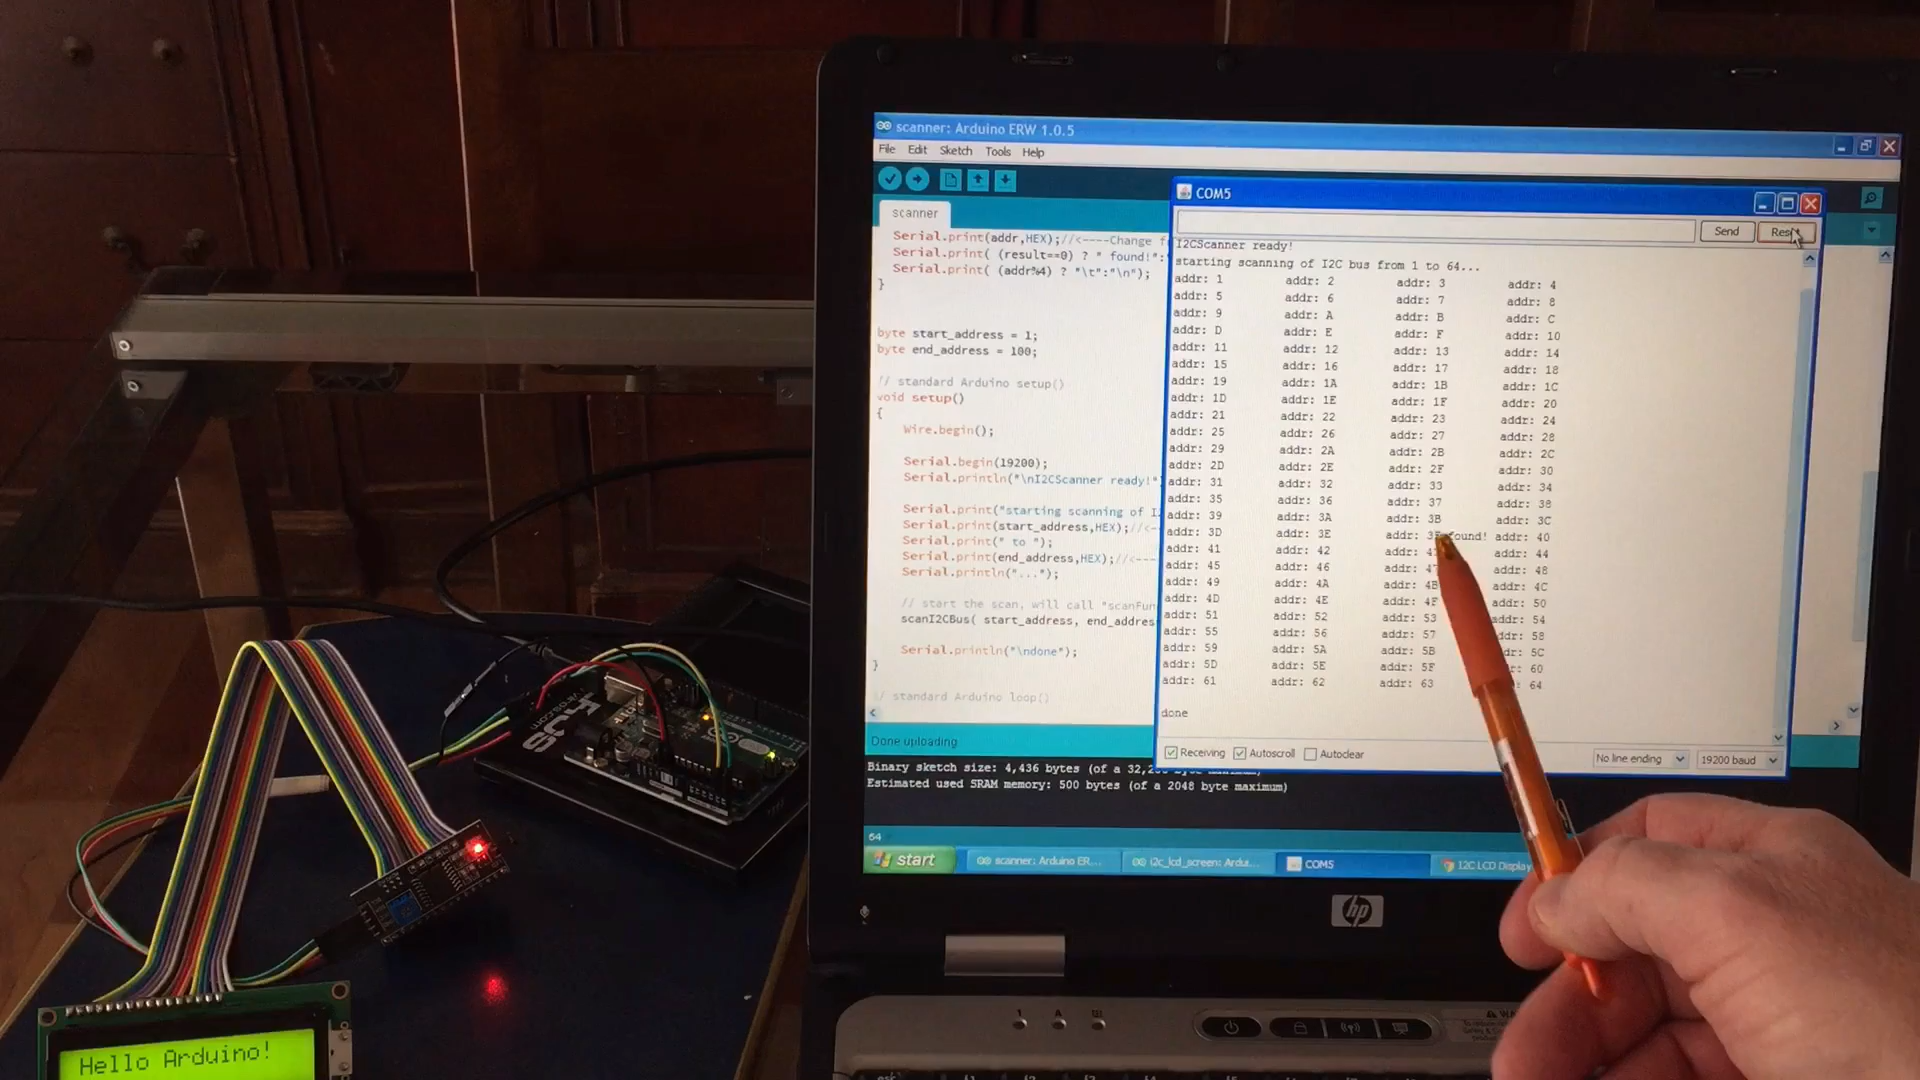 scanner: Arduino ERW 1.0.5
File Edit Sketch Tools Help
scanner
Serial.print(addr,HEX);//<----Change f
Serial.print( (result==0) ? " found!":
Serial.print( (addr%4) ? "\t":"\n");
}
byte start_address = 1;
byte end_address = 100;
// standard Arduino setup()
void setup()
{
Wire.begin();
Serial.begin(19200);
Serial.println("\nI2CScanner ready!"
Serial.print("starting scanning of I
Serial.print(start_address,HEX);//<-
Serial.print(" to ");
Serial.print(end_address,HEX);//<---
Serial.println("...");
// start the scan, will call "scanFun
scanI2CBus( start_address, end_addres
Serial.println("\ndone");
}
// standard Arduino loop()
Done uploading
Binary sketch size: 4,436 bytes (of a 32,2
Estimated used SRAM memory: 500 bytes (of a 2048 byte maximum)
64
COM5
Send
I2CScanner ready!
starting scanning of I2C bus from 1 to 64...
addr: 1 addr: 2 addr: 3 addr: 4
addr: 5 addr: 6 addr: 7 addr: 8
addr: 9 addr: A addr: B addr: C
addr: D addr: E addr: F addr: 10
addr: 11 addr: 12 addr: 13 addr: 14
addr: 15 addr: 16 addr: 17 addr: 18
addr: 19 addr: 1A addr: 1B addr: 1C
addr: 1D addr: 1E addr: 1F addr: 20
addr: 21 addr: 22 addr: 23 addr: 24
addr: 25 addr: 26 addr: 27 addr: 28
addr: 29 addr: 2A addr: 2B addr: 2C
addr: 2D addr: 2E addr: 2F addr: 30
addr: 31 addr: 32 addr: 33 addr: 34
addr: 35 addr: 36 addr: 37 addr: 38
addr: 39 addr: 3A addr: 3B addr: 3C
addr: 3D addr: 3E addr: 3F found! addr: 40
addr: 41 addr: 42 addr: addr: 44
addr: 45 addr: 46 addr: 47 addr: 48
addr: 49 addr: 4A addr: 4B addr: 4C
addr: 4D addr: 4E addr: 4F addr: 50
addr: 51 addr: 52 addr: 53 addr: 54
addr: 55 addr: 56 addr: 57 addr: 58
addr: 59 addr: 5A addr: 5B addr: 5C
addr: 5D addr: 5E addr: 5F 60
addr: 61 addr: 62 addr: 63 64
done
Receiving Autoscroll Autoclear
No line ending 19200 baud
start scanner: Arduino ER... i2c_lcd_screen: Ardu... COM5 I2C LCD Display
hp
Hello Arduino!